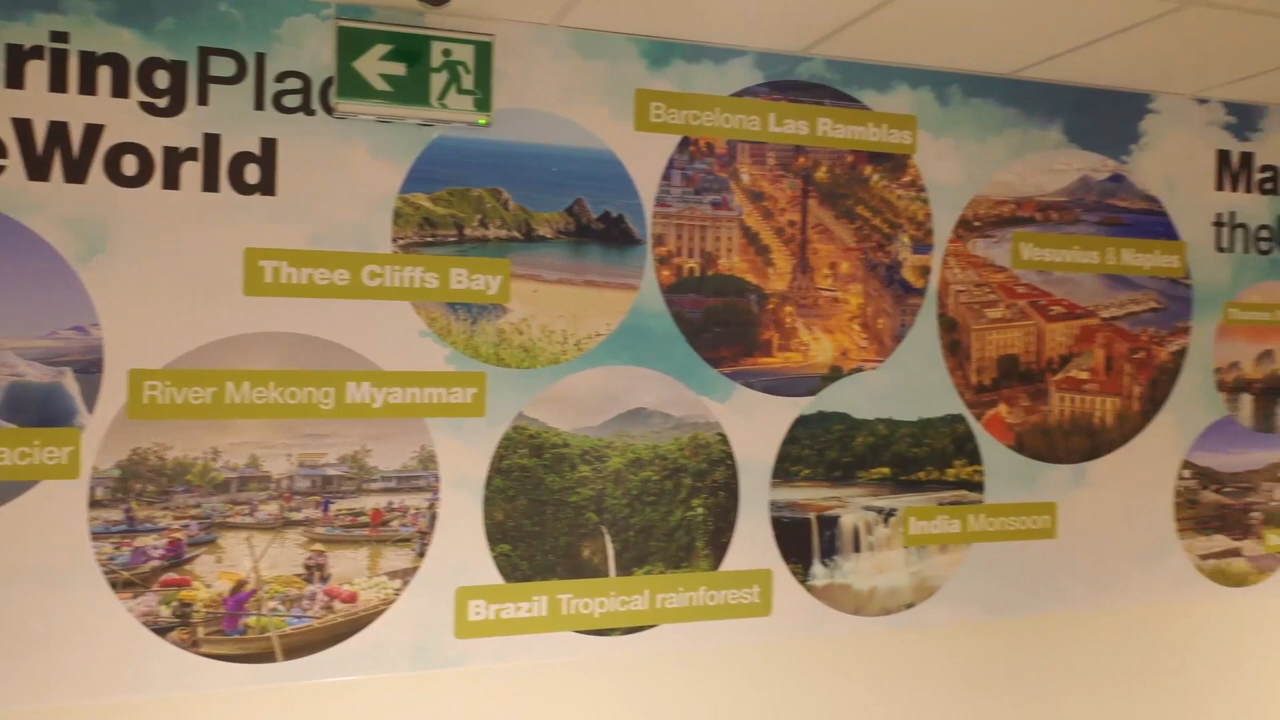 ringPlac
eWorld
Barcelona Las Ramblas
Three Cliffs Bay
Vesuvius & Naples
Ma
the
River Mekong Myanmar
acier
India Monsoon
Brazil Tropical rainforest